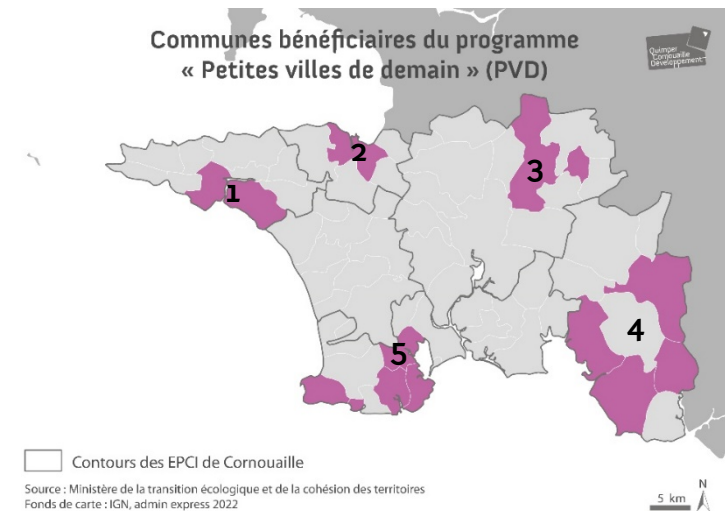 Communes bénéficiaires du programme
« Petites villes de demain » (PVD)
Quimper
Cornouaille
Développement
1
2
3
4
5
Contours des EPCI de Cornouaille
Source : Ministère de la transition écologique et de la cohésion des territoires
Fonds de carte : IGN, admin express 2022
5 km
N